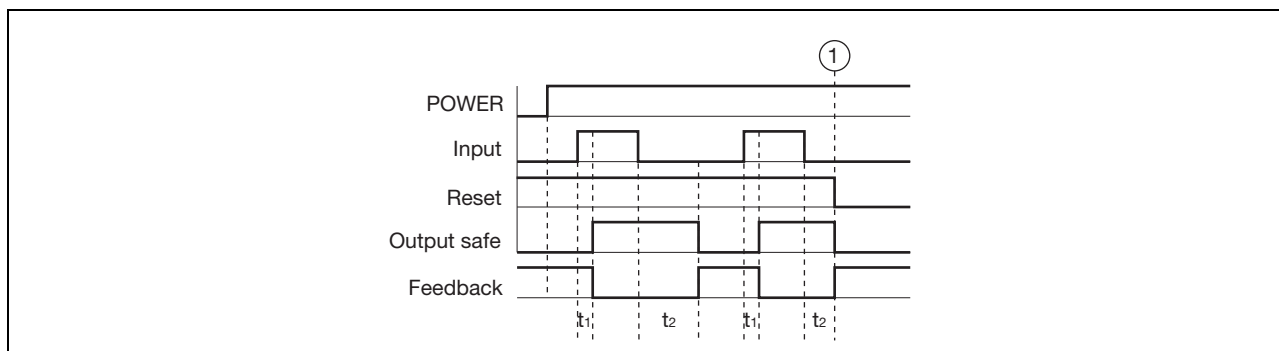 1
POWER
Input
Reset
Output safe
Feedback
t1 t2 t1 t2